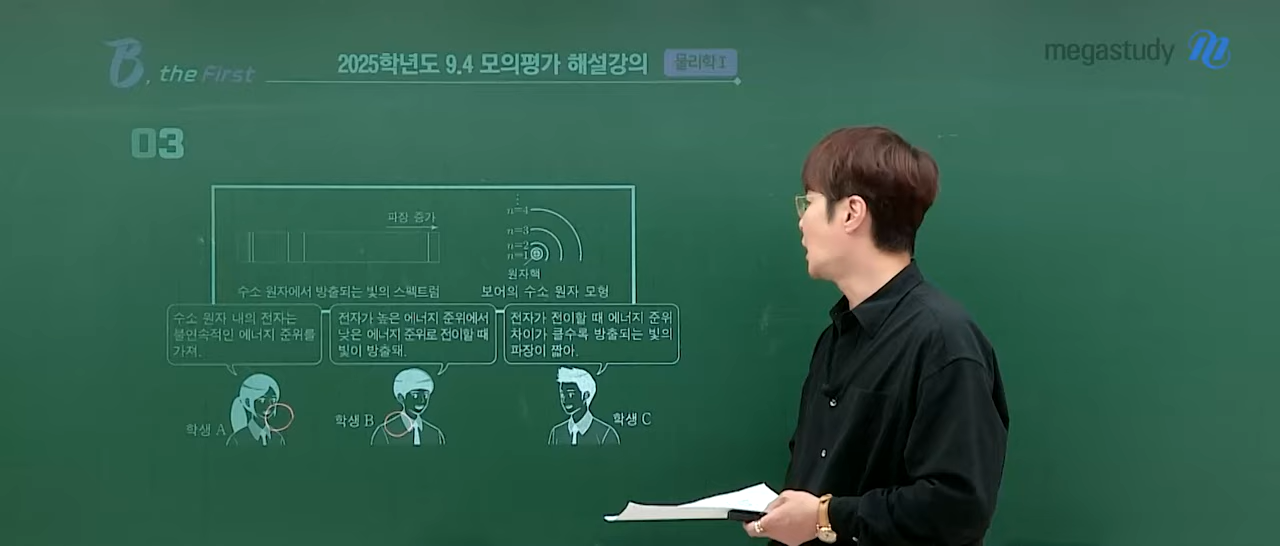 B, the First
2025학년도 9.4 모의평가 해설강의
물리학 I
megastudy
03
파장 증가
n=4
n=3
n=2
n=1
원자핵
수소 원자에서 방출되는 빛의 스펙트럼
보어의 수소 원자 모형
수소 원자 내의 전자는
불연속적인 에너지 준위를
가져.
전자가 높은 에너지 준위에서
낮은 에너지 준위로 전이할 때
빛이 방출돼.
전자가 전이할 때 에너지 준위
차이가 클수록 방출되는 빛의
파장이 짧아.
학생 A
학생 B
학생 C